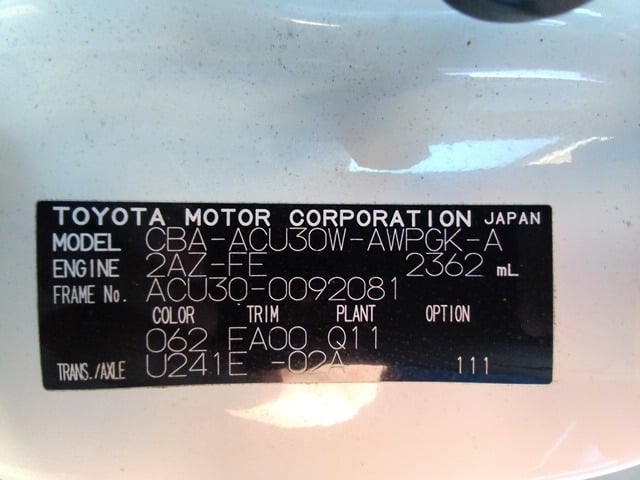 TOYOTA MOTOR CORPORATION JAPAN
MODEL CBA-ACU30W-AWPGK-A
ENGINE 2AZ-FE 2362 mL
FRAME No. ACU30-0092081
COLOR TRIM PLANT OPTION
062 FA00 Q11
TRANS./AXLE U241E -02A 111